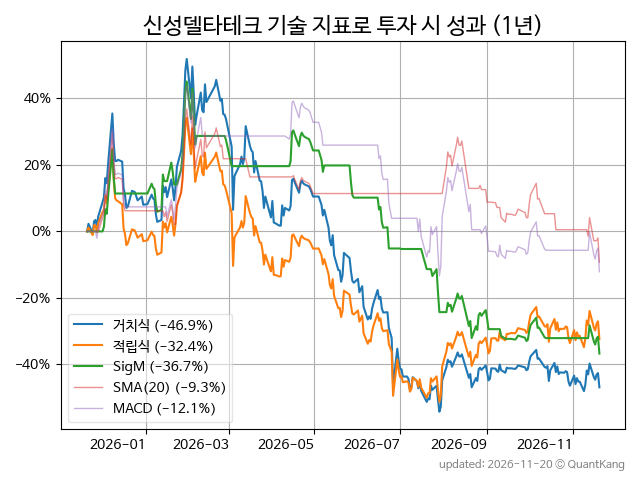 신성델타테크 기술 지표로 투자 시 성과 (1년)
40%
20%
0%
−20%
−40%
거치식 (−46.9%)
적립식 (−32.4%)
SigM (−36.7%)
SMA(20) (−9.3%)
MACD (−12.1%)
2026−01 2026−03 2026−05 2026−07 2026−09 2026−11
updated: 2026−11−20 © QuantKang